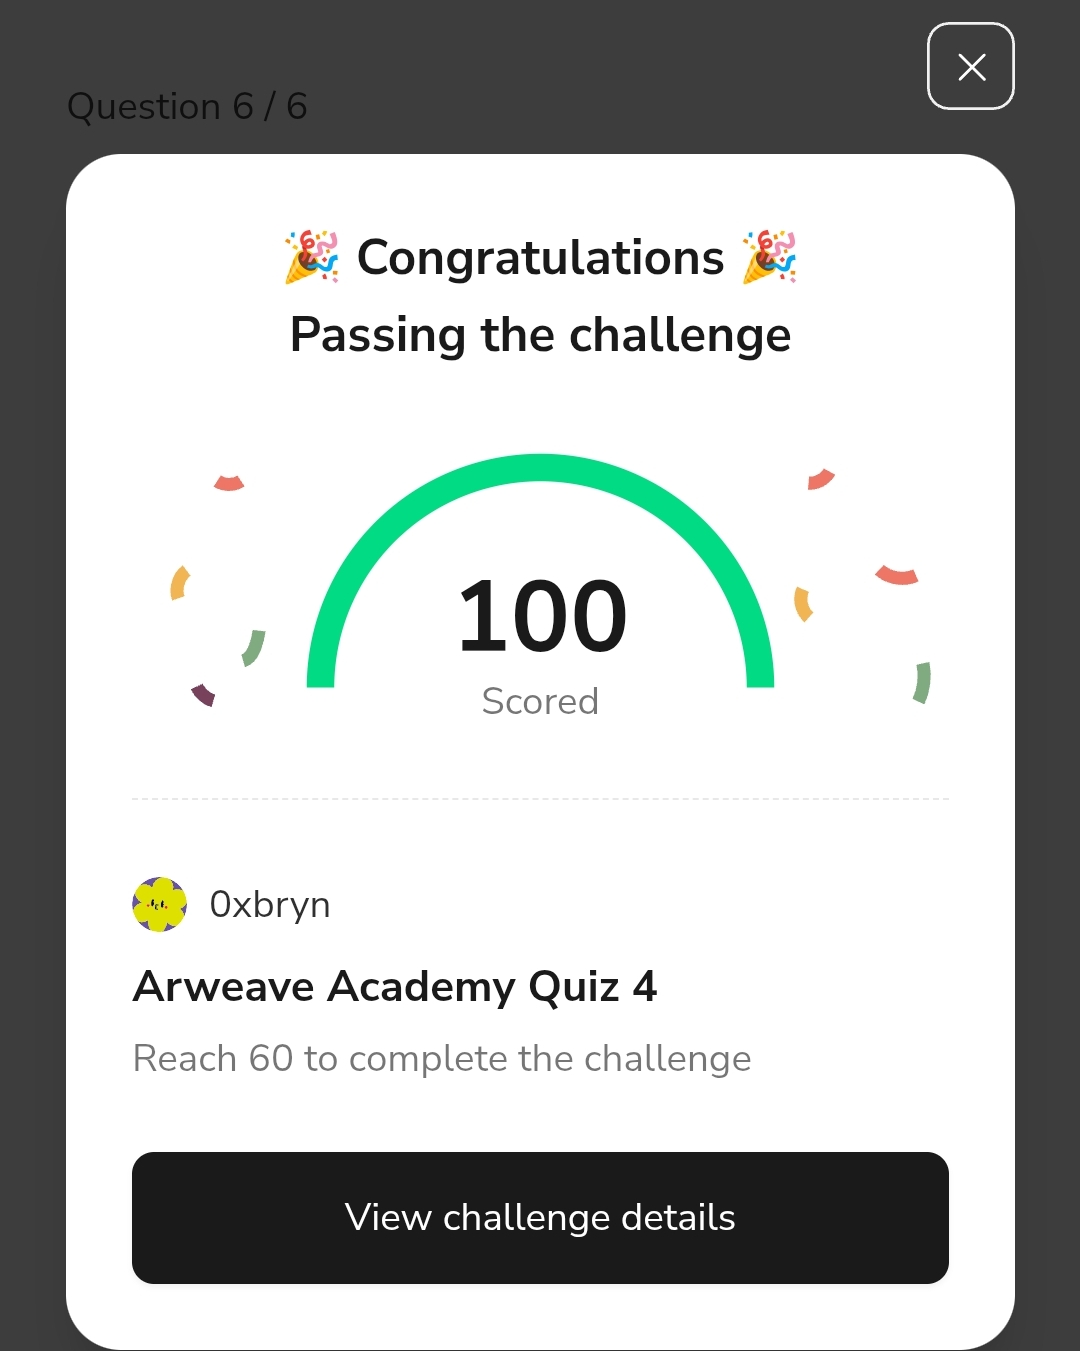 Question 6 / 6
🎉 Congratulations 🎉
Passing the challenge
100
Scored
0xbryn
Arweave Academy Quiz 4
Reach 60 to complete the challenge
View challenge details